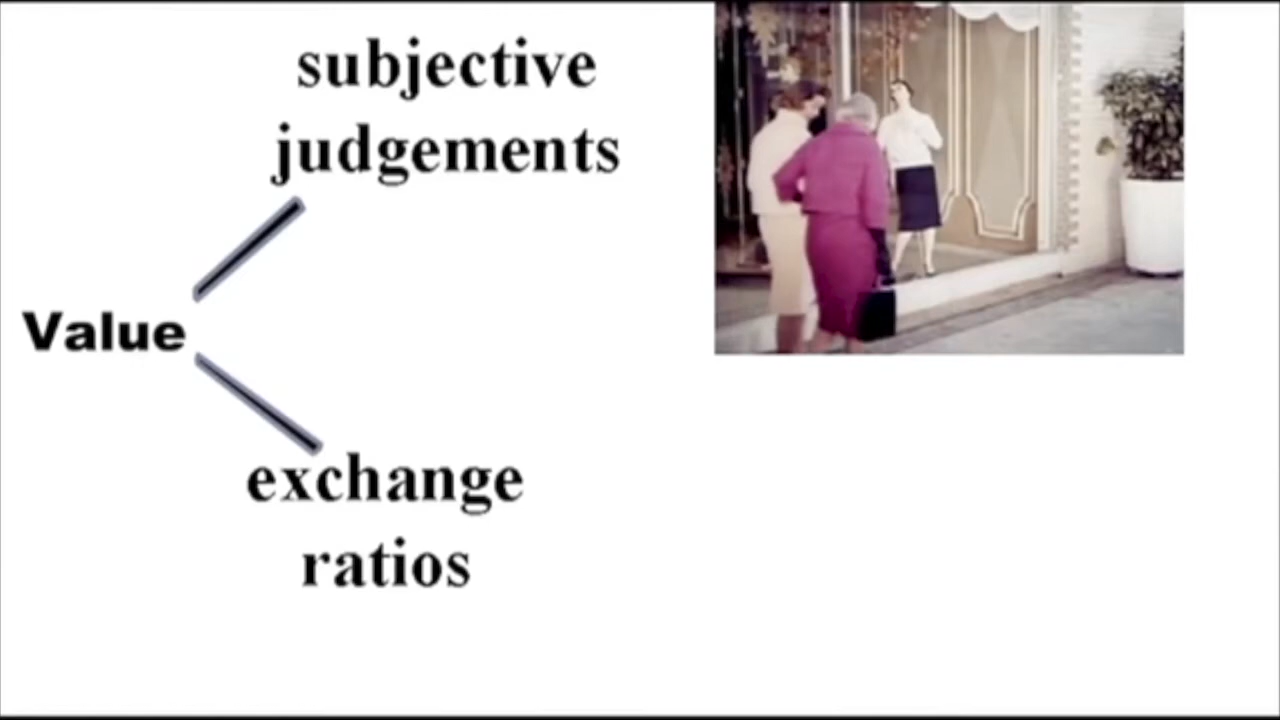 subjective
judgements
Value
exchange
ratios